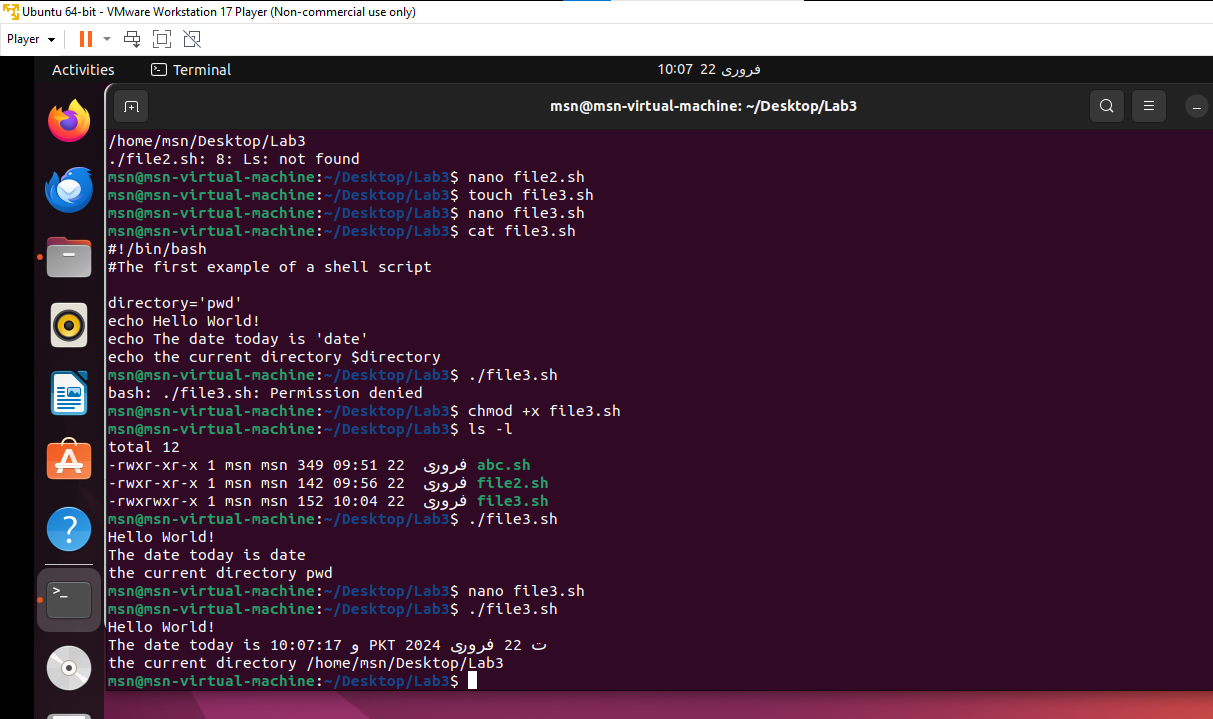 Ubuntu 64-bit - VMware Workstation 17 Player (Non-commercial use only)
Player
Activities
Terminal
فروری 22 10:07
msn@msn-virtual-machine: ~/Desktop/Lab3
/home/msn/Desktop/Lab3
./file2.sh: 8: Ls: not found
msn@msn-virtual-machine:~/Desktop/Lab3$ nano file2.sh
msn@msn-virtual-machine:~/Desktop/Lab3$ touch file3.sh
msn@msn-virtual-machine:~/Desktop/Lab3$ nano file3.sh
msn@msn-virtual-machine:~/Desktop/Lab3$ cat file3.sh
#!/bin/bash
#The first example of a shell script
directory='pwd'
echo Hello World!
echo The date today is 'date'
echo the current directory $directory
msn@msn-virtual-machine:~/Desktop/Lab3$ ./file3.sh
bash: ./file3.sh: Permission denied
msn@msn-virtual-machine:~/Desktop/Lab3$ chmod +x file3.sh
msn@msn-virtual-machine:~/Desktop/Lab3$ ls -l
total 12
-rwxr-xr-x 1 msn msn 349 09:51 22 فروری abc.sh
-rwxr-xr-x 1 msn msn 142 09:56 22 فروری file2.sh
-rwxrwxr-x 1 msn msn 152 10:04 22 فروری file3.sh
msn@msn-virtual-machine:~/Desktop/Lab3$ ./file3.sh
Hello World!
The date today is date
the current directory pwd
msn@msn-virtual-machine:~/Desktop/Lab3$ nano file3.sh
msn@msn-virtual-machine:~/Desktop/Lab3$ ./file3.sh
Hello World!
The date today is 10:07:17 و PKT 2024 ت 22 فروری
the current directory /home/msn/Desktop/Lab3
msn@msn-virtual-machine:~/Desktop/Lab3$